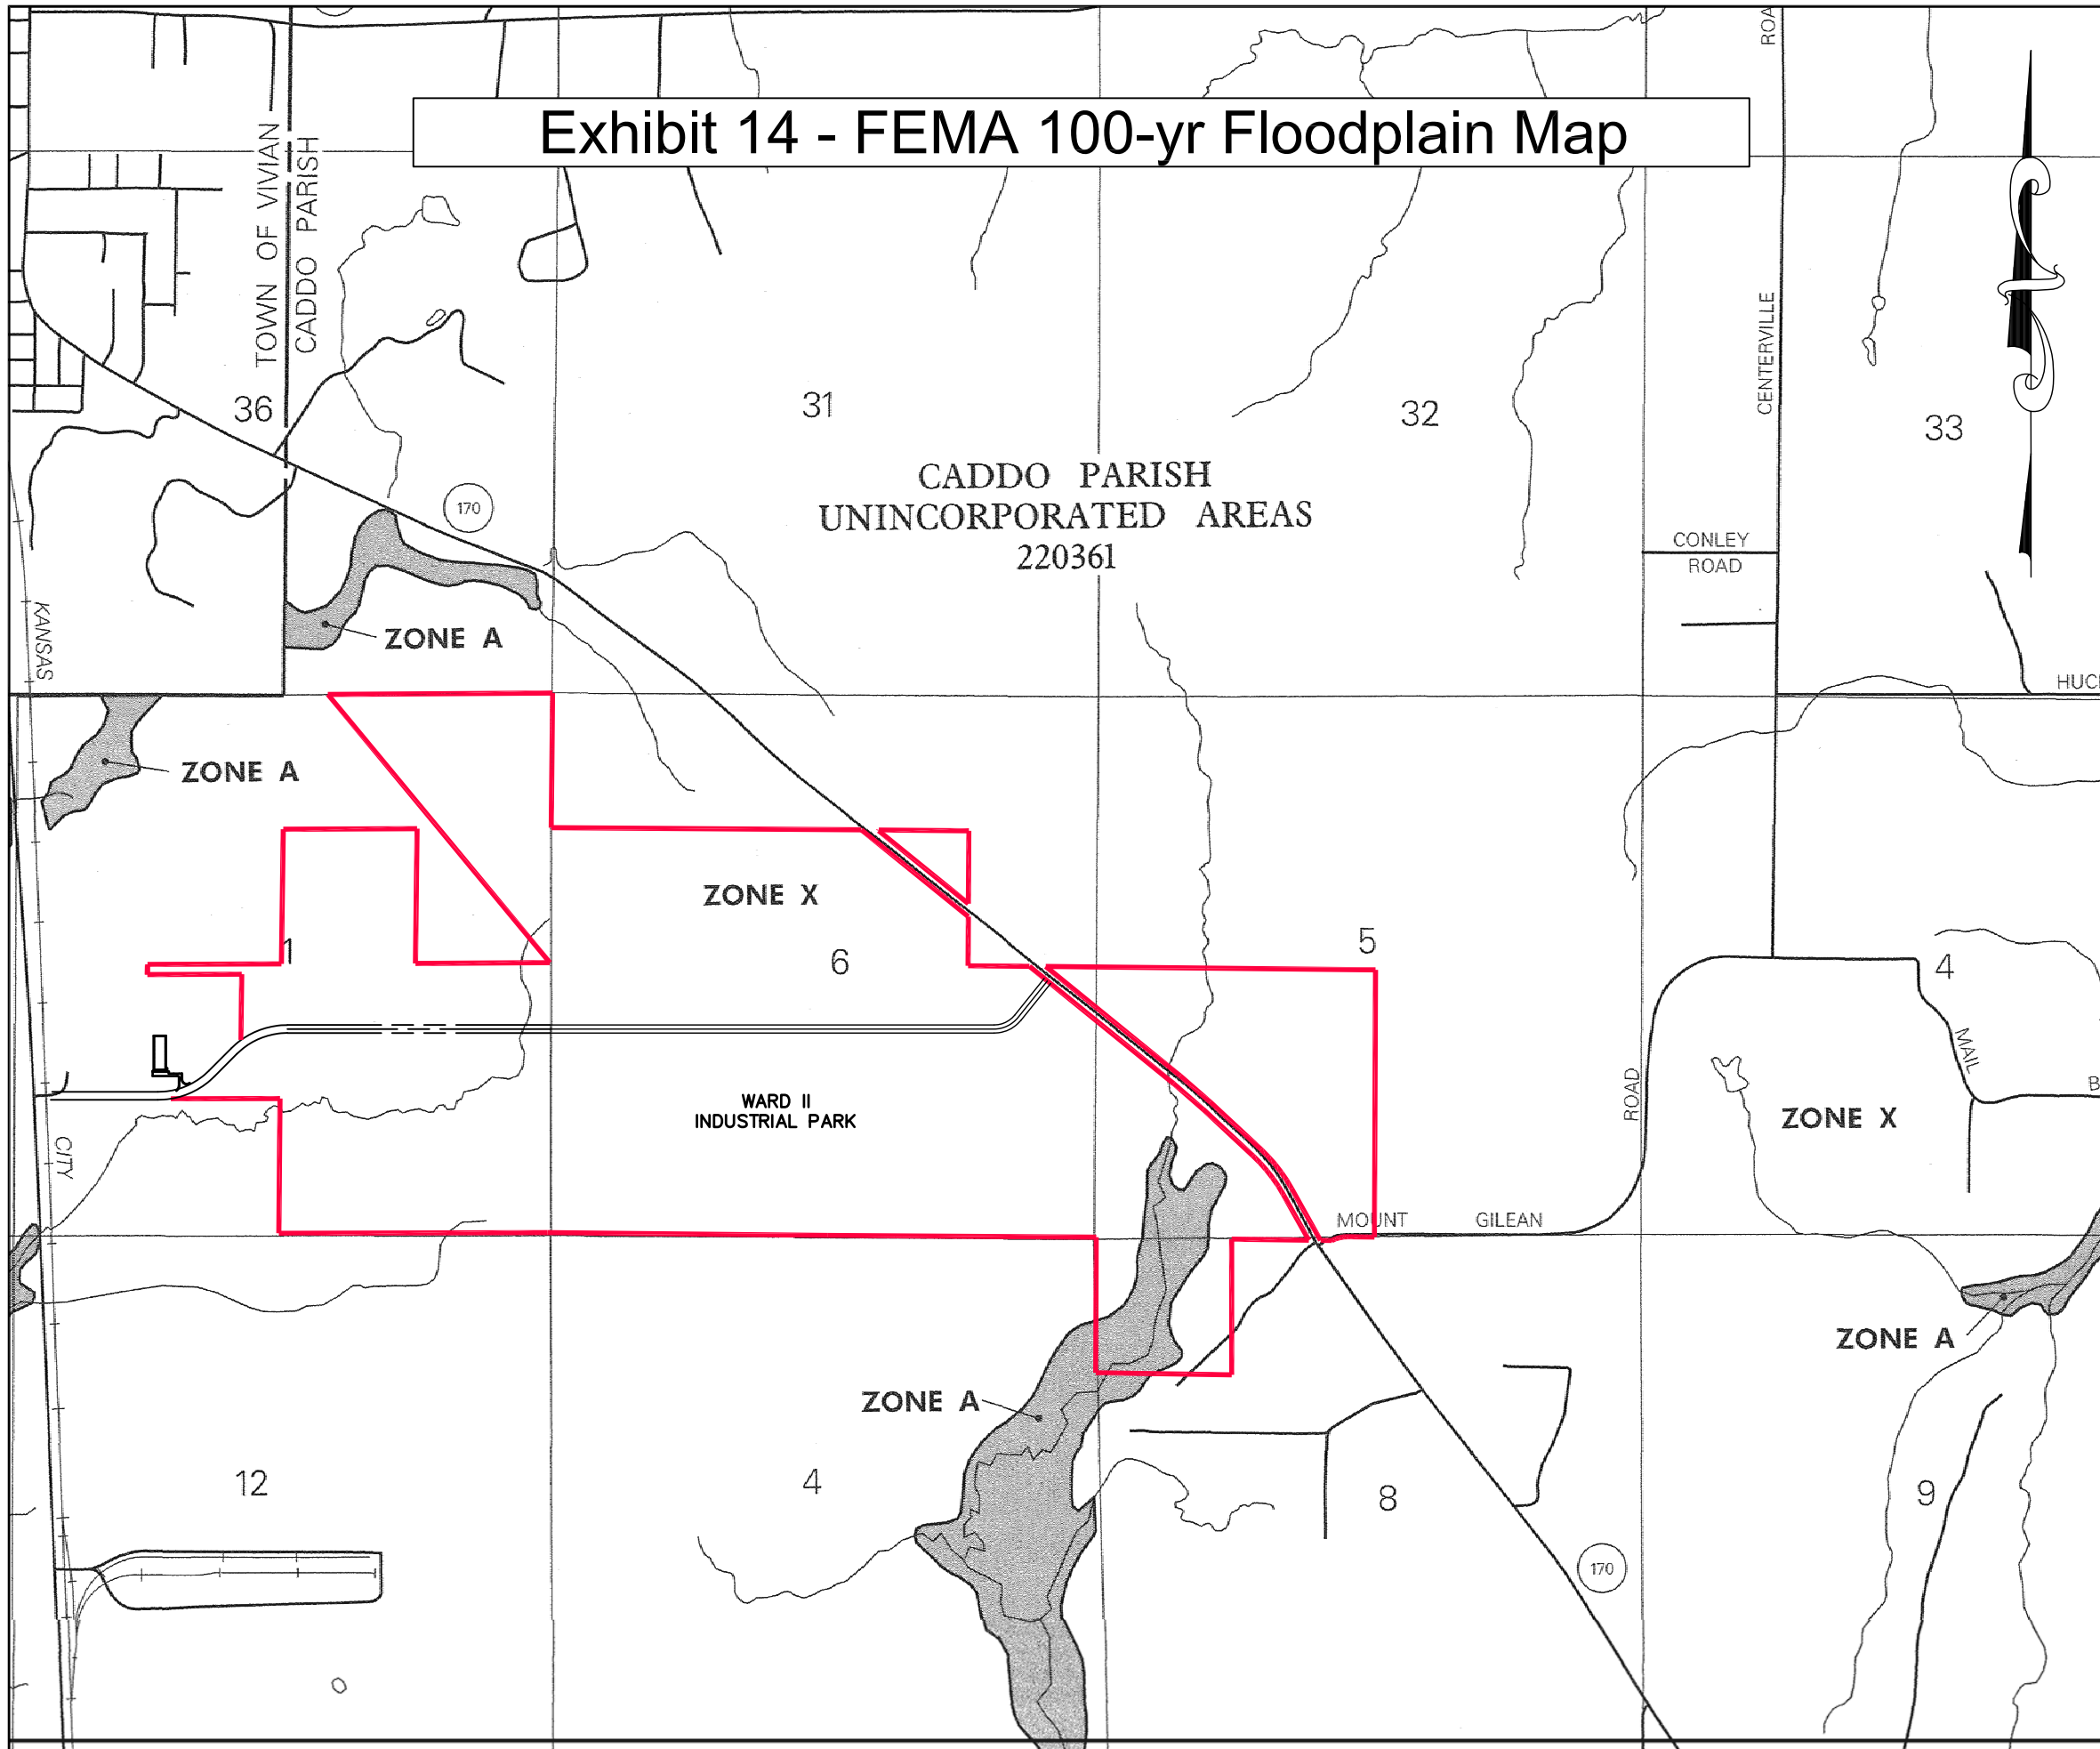 ROA
Exhibit 14 - FEMA 100-yr Floodplain Map
TOWN OF VIVIAN
CADDO PARISH
CENTERVILLE
36
31
32
33
CADDO PARISH
UNINCORPORATED AREAS
220361
170
CONLEY
ROAD
KANSAS
ZONE A
HUC
ZONE A
ZONE X
1
6
5
4
MAIL
ROAD
B
WARD II
INDUSTRIAL PARK
ZONE X
CITY
MOUNT GILEAN
ZONE A
ZONE A
12
4
8
9
170